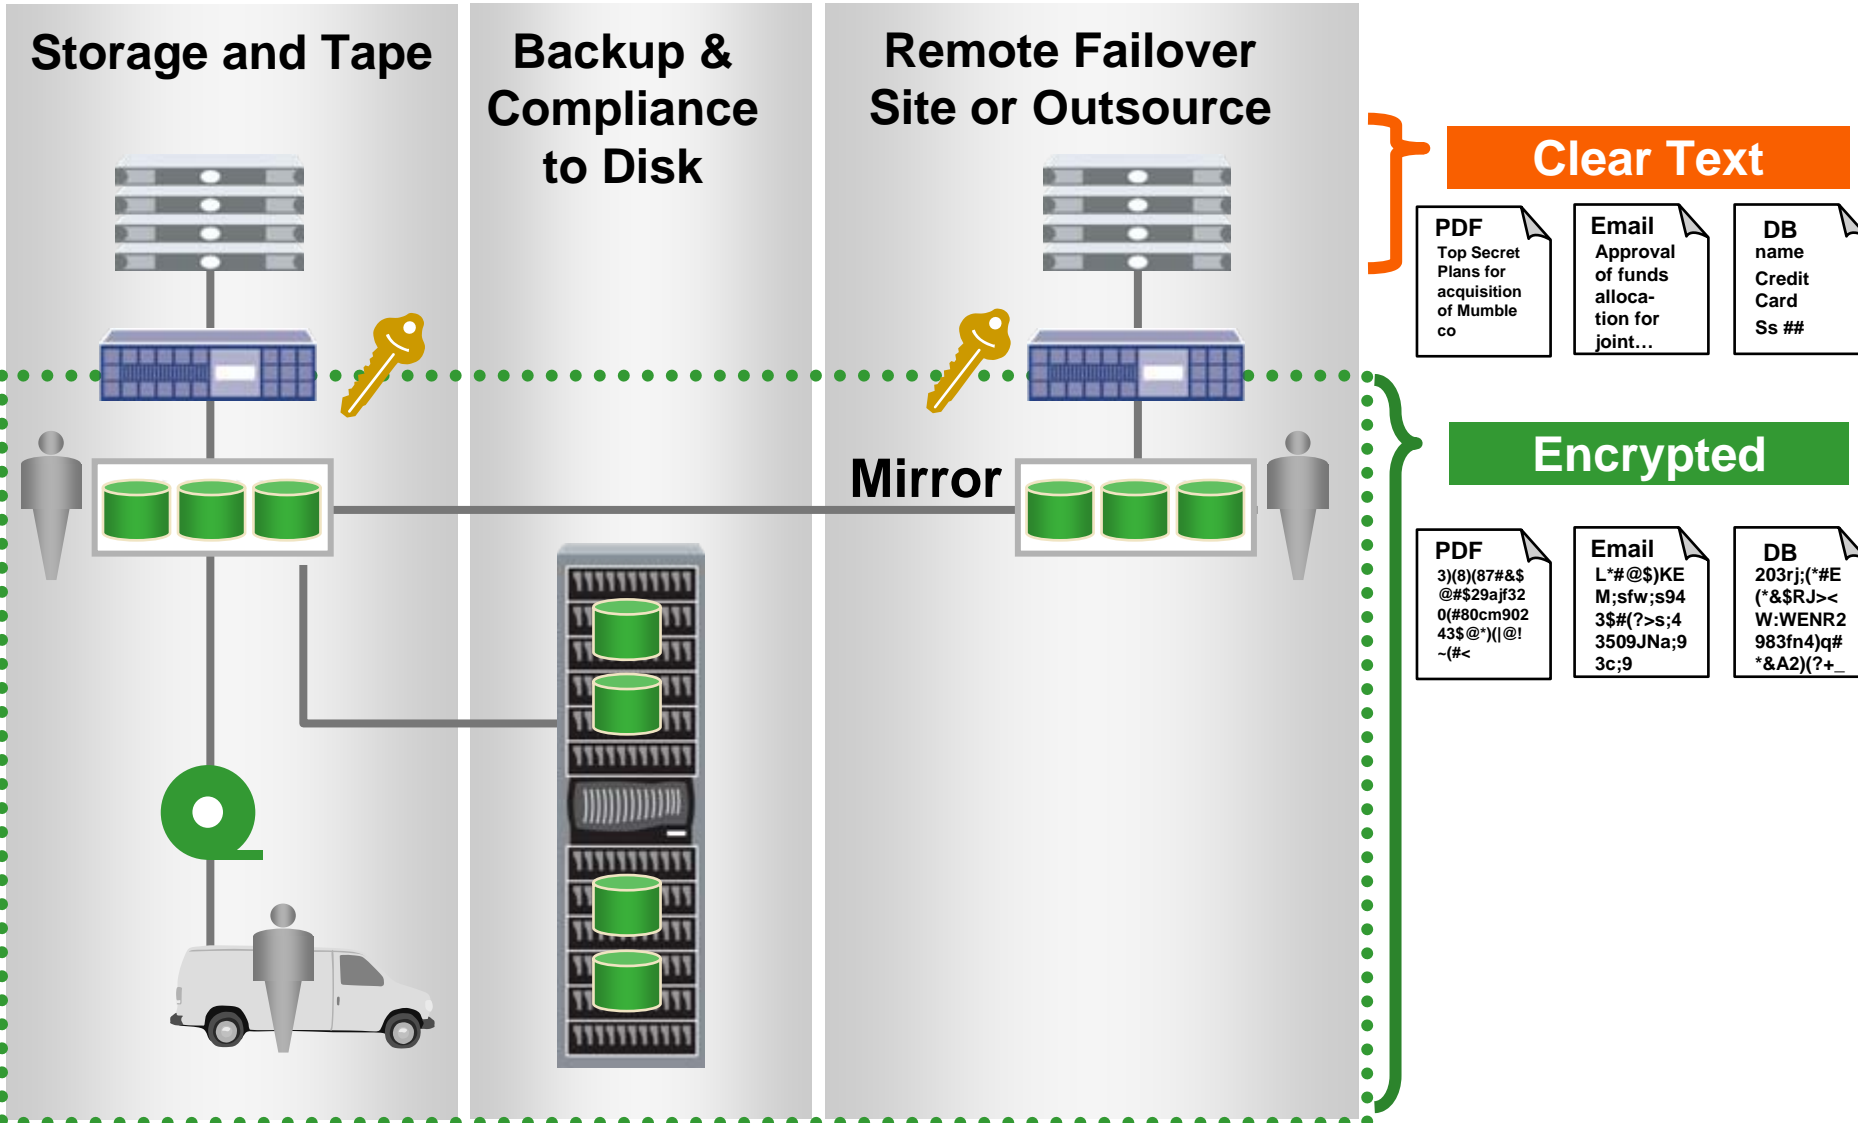 Storage and Tape
Backup &
Compliance
to Disk
Remote Failover
Site or Outsource
Clear Text
PDF
Top Secret
Plans for
acquisition
of Mumble
co
Email
Approval
of funds
alloca-
tion for
joint…
DB
name
Credit
Card
Ss ##
Mirror
Encrypted
PDF
3)(8)(87#&$
@#$29ajf32
0(#80cm902
43$@*)(|@!
~(#<
Email
L*#@$)KE
M;sfw;s94
3$#(?>s;4
3509JNa;9
3c;9
DB
203rj;(*#E
(*&$RJ><
W:WENR2
983fn4)q#
*&A2)(?+_